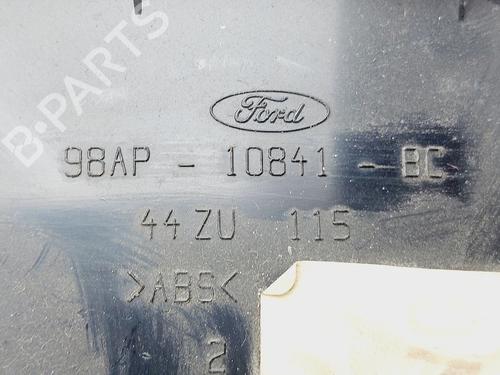 B-PARTS
Ford
98AP - 10841 - BC
44 ZU 115
>ABS<
2